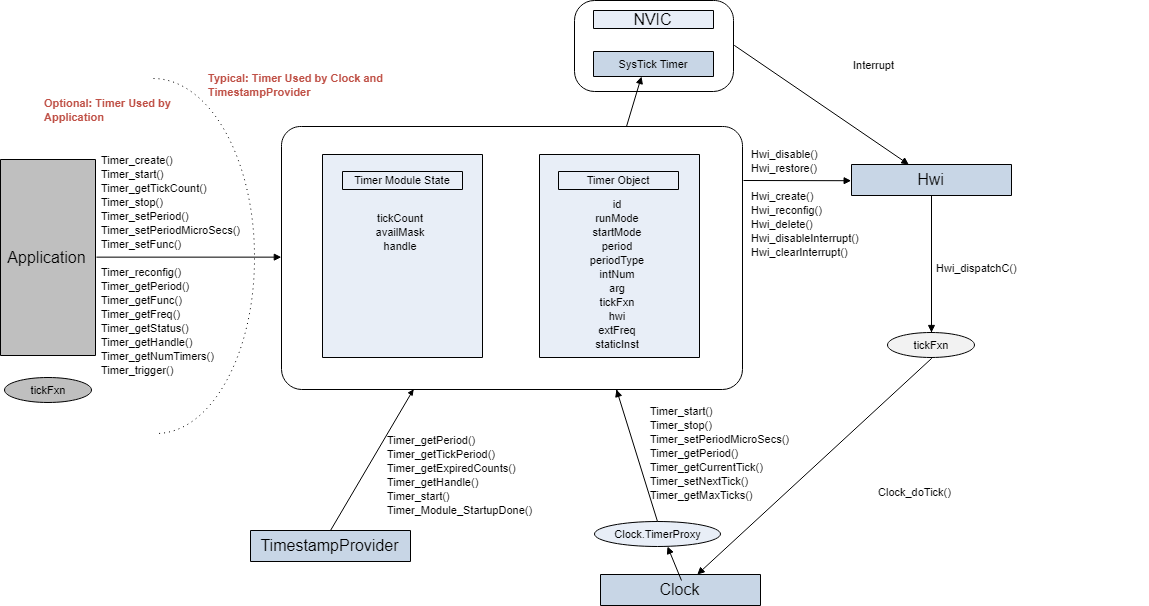 NVIC
SysTick Timer
Interrupt
Typical: Timer Used by Clock and
TimestampProvider
Optional: Timer Used by
Application
Timer_create()
Timer_start()
Timer_getTickCount()
Timer_stop()
Timer_setPeriod()
Timer_setPeriodMicroSecs()
Timer_setFunc()
Application
Timer_reconfig()
Timer_getPeriod()
Timer_getFunc()
Timer_getFreq()
Timer_getStatus()
Timer_getHandle()
Timer_getNumTimers()
Timer_trigger()
tickFxn
Timer Module State
tickCount
availMask
handle
Timer Object
id
runMode
startMode
period
periodType
intNum
arg
tickFxn
hwi
extFreq
staticInst
Hwi_disable()
Hwi_restore()
Hwi_create()
Hwi_reconfig()
Hwi_delete()
Hwi_disableInterrupt()
Hwi_clearInterrupt()
Hwi
Hwi_dispatchC()
tickFxn
Timer_getPeriod()
Timer_getTickPeriod()
Timer_getExpiredCounts()
Timer_getHandle()
Timer_start()
Timer_Module_StartupDone()
TimestampProvider
Timer_start()
Timer_stop()
Timer_setPeriodMicroSecs()
Timer_getPeriod()
Timer_getCurrentTick()
Timer_setNextTick()
Timer_getMaxTicks()
Clock_doTick()
Clock.TimerProxy
Clock